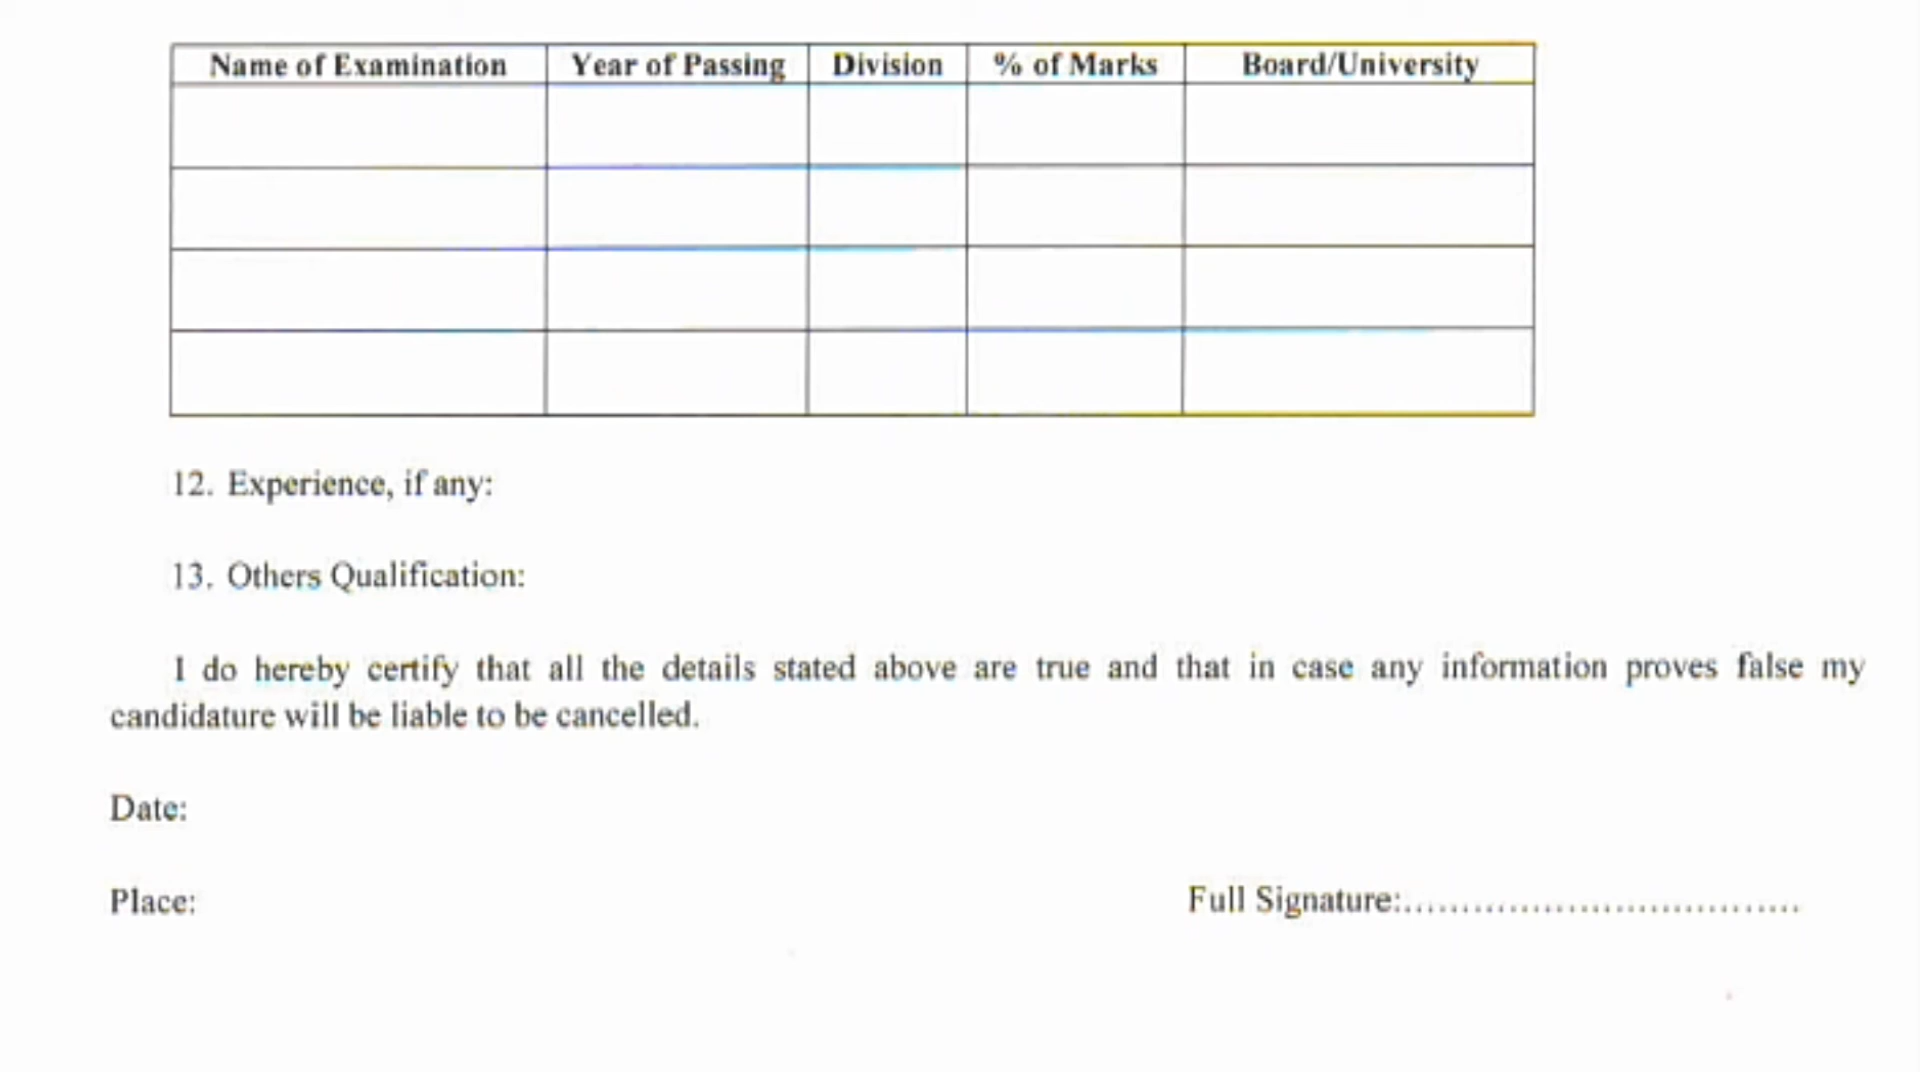 Name of Examination Year of Passing Division % of Marks Board/University
12. Experience, if any:
13. Others Qualification:
I do hereby certify that all the details stated above are true and that in case any information proves false my
candidature will be liable to be cancelled.
Date:
Place:
Full Signature:..................................